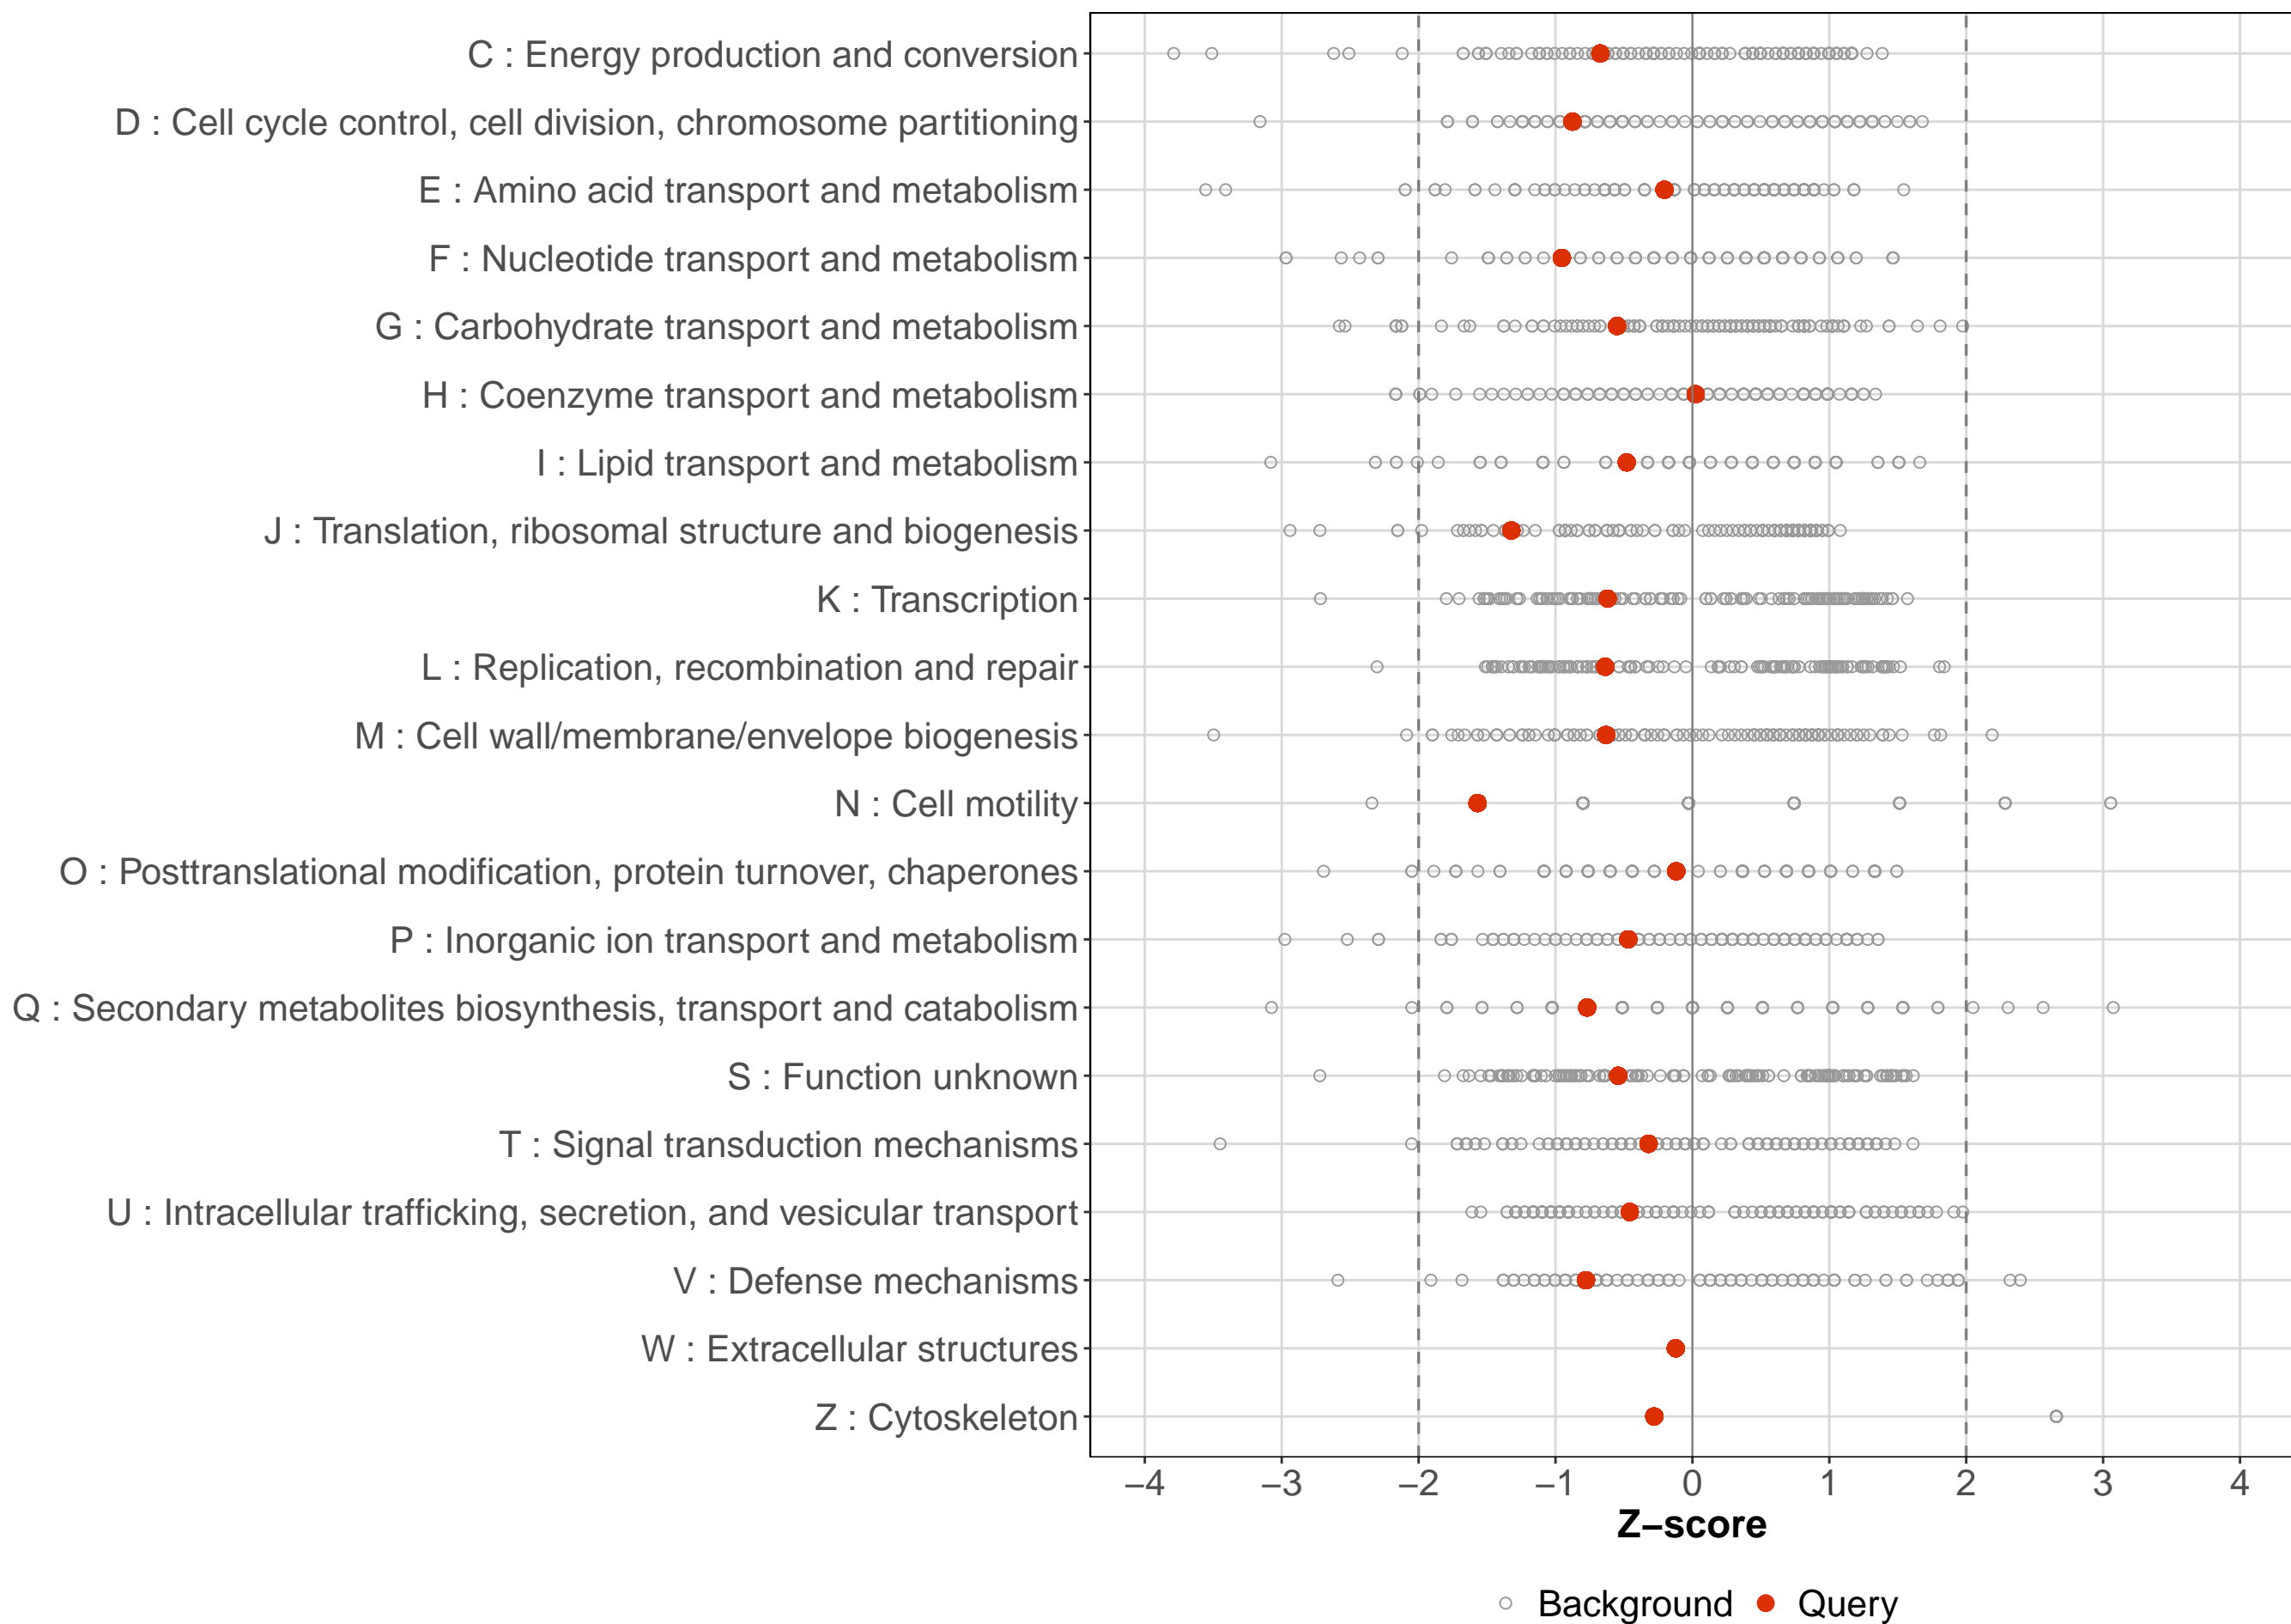 C : Energy production and conversion
D : Cell cycle control, cell division, chromosome partitioning
E : Amino acid transport and metabolism
F : Nucleotide transport and metabolism
G : Carbohydrate transport and metabolism
H : Coenzyme transport and metabolism
I : Lipid transport and metabolism
J : Translation, ribosomal structure and biogenesis
K : Transcription
L : Replication, recombination and repair
M : Cell wall/membrane/envelope biogenesis
N : Cell motility
O : Posttranslational modification, protein turnover, chaperones
P : Inorganic ion transport and metabolism
Q : Secondary metabolites biosynthesis, transport and catabolism
S : Function unknown
T : Signal transduction mechanisms
U : Intracellular trafficking, secretion, and vesicular transport
V : Defense mechanisms
W : Extracellular structures
Z : Cytoskeleton
−4 −3 −2 −1 0 1 2 3 4
Z−score
Background Query